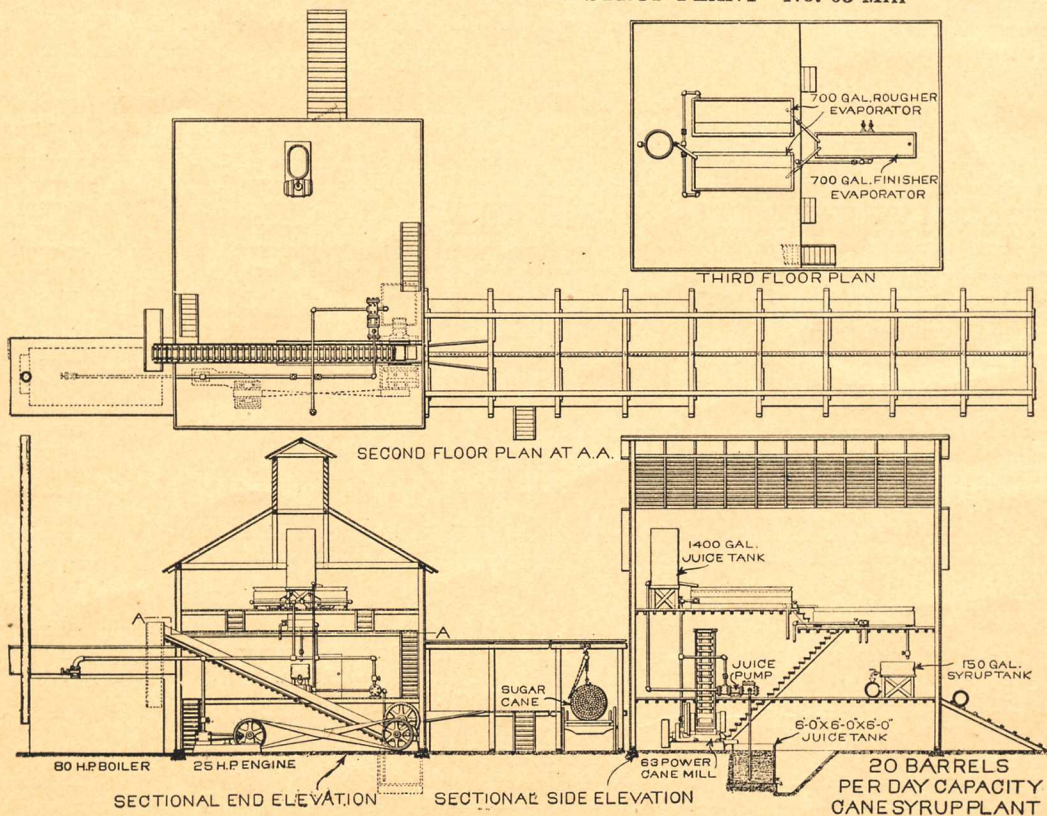 700 GAL. ROUGHER
EVAPORATOR
700 GAL. FINISHER
EVAPORATOR
THIRD FLOOR PLAN
SECOND FLOOR PLAN AT A.A.
1400 GAL.
JUICE TANK
A
A
JUICE
PUMP
150 GAL.
SYRUP TANK
SUGAR
CANE
6'-0"X6'-0"X6'-0"
JUICE TANK
80 H.P. BOILER
25 H.P. ENGINE
63 POWER
CANE MILL
SECTIONAL END ELEVATION
SECTIONAL SIDE ELEVATION
20 BARRELS
PER DAY CAPACITY
CANE SYRUP PLANT